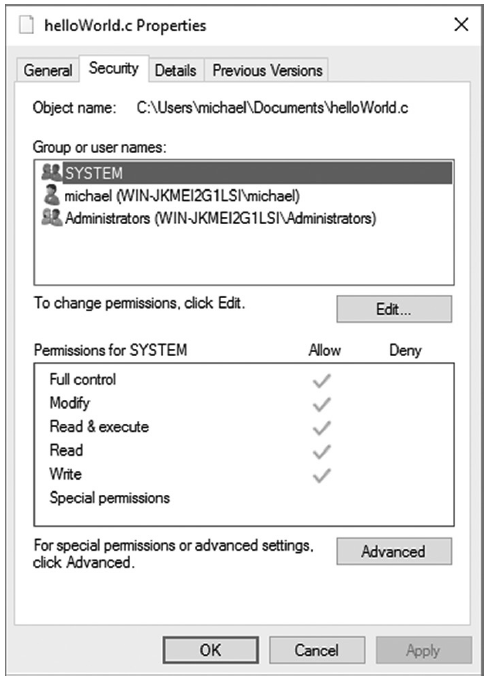 helloWorld.c Properties
General Security Details Previous Versions
Object name: C:\Users\michael\Documents\helloWorld.c
Group or user names:
SYSTEM
michael (WIN-JKMEI2G1LSI\michael)
Administrators (WIN-JKMEI2G1LSI\Administrators)
To change permissions, click Edit. Edit...
Permissions for SYSTEM Allow Deny
Full control
Modify
Read & execute
Read
Write
Special permissions
For special permissions or advanced settings,
click Advanced. Advanced
OK Cancel Apply